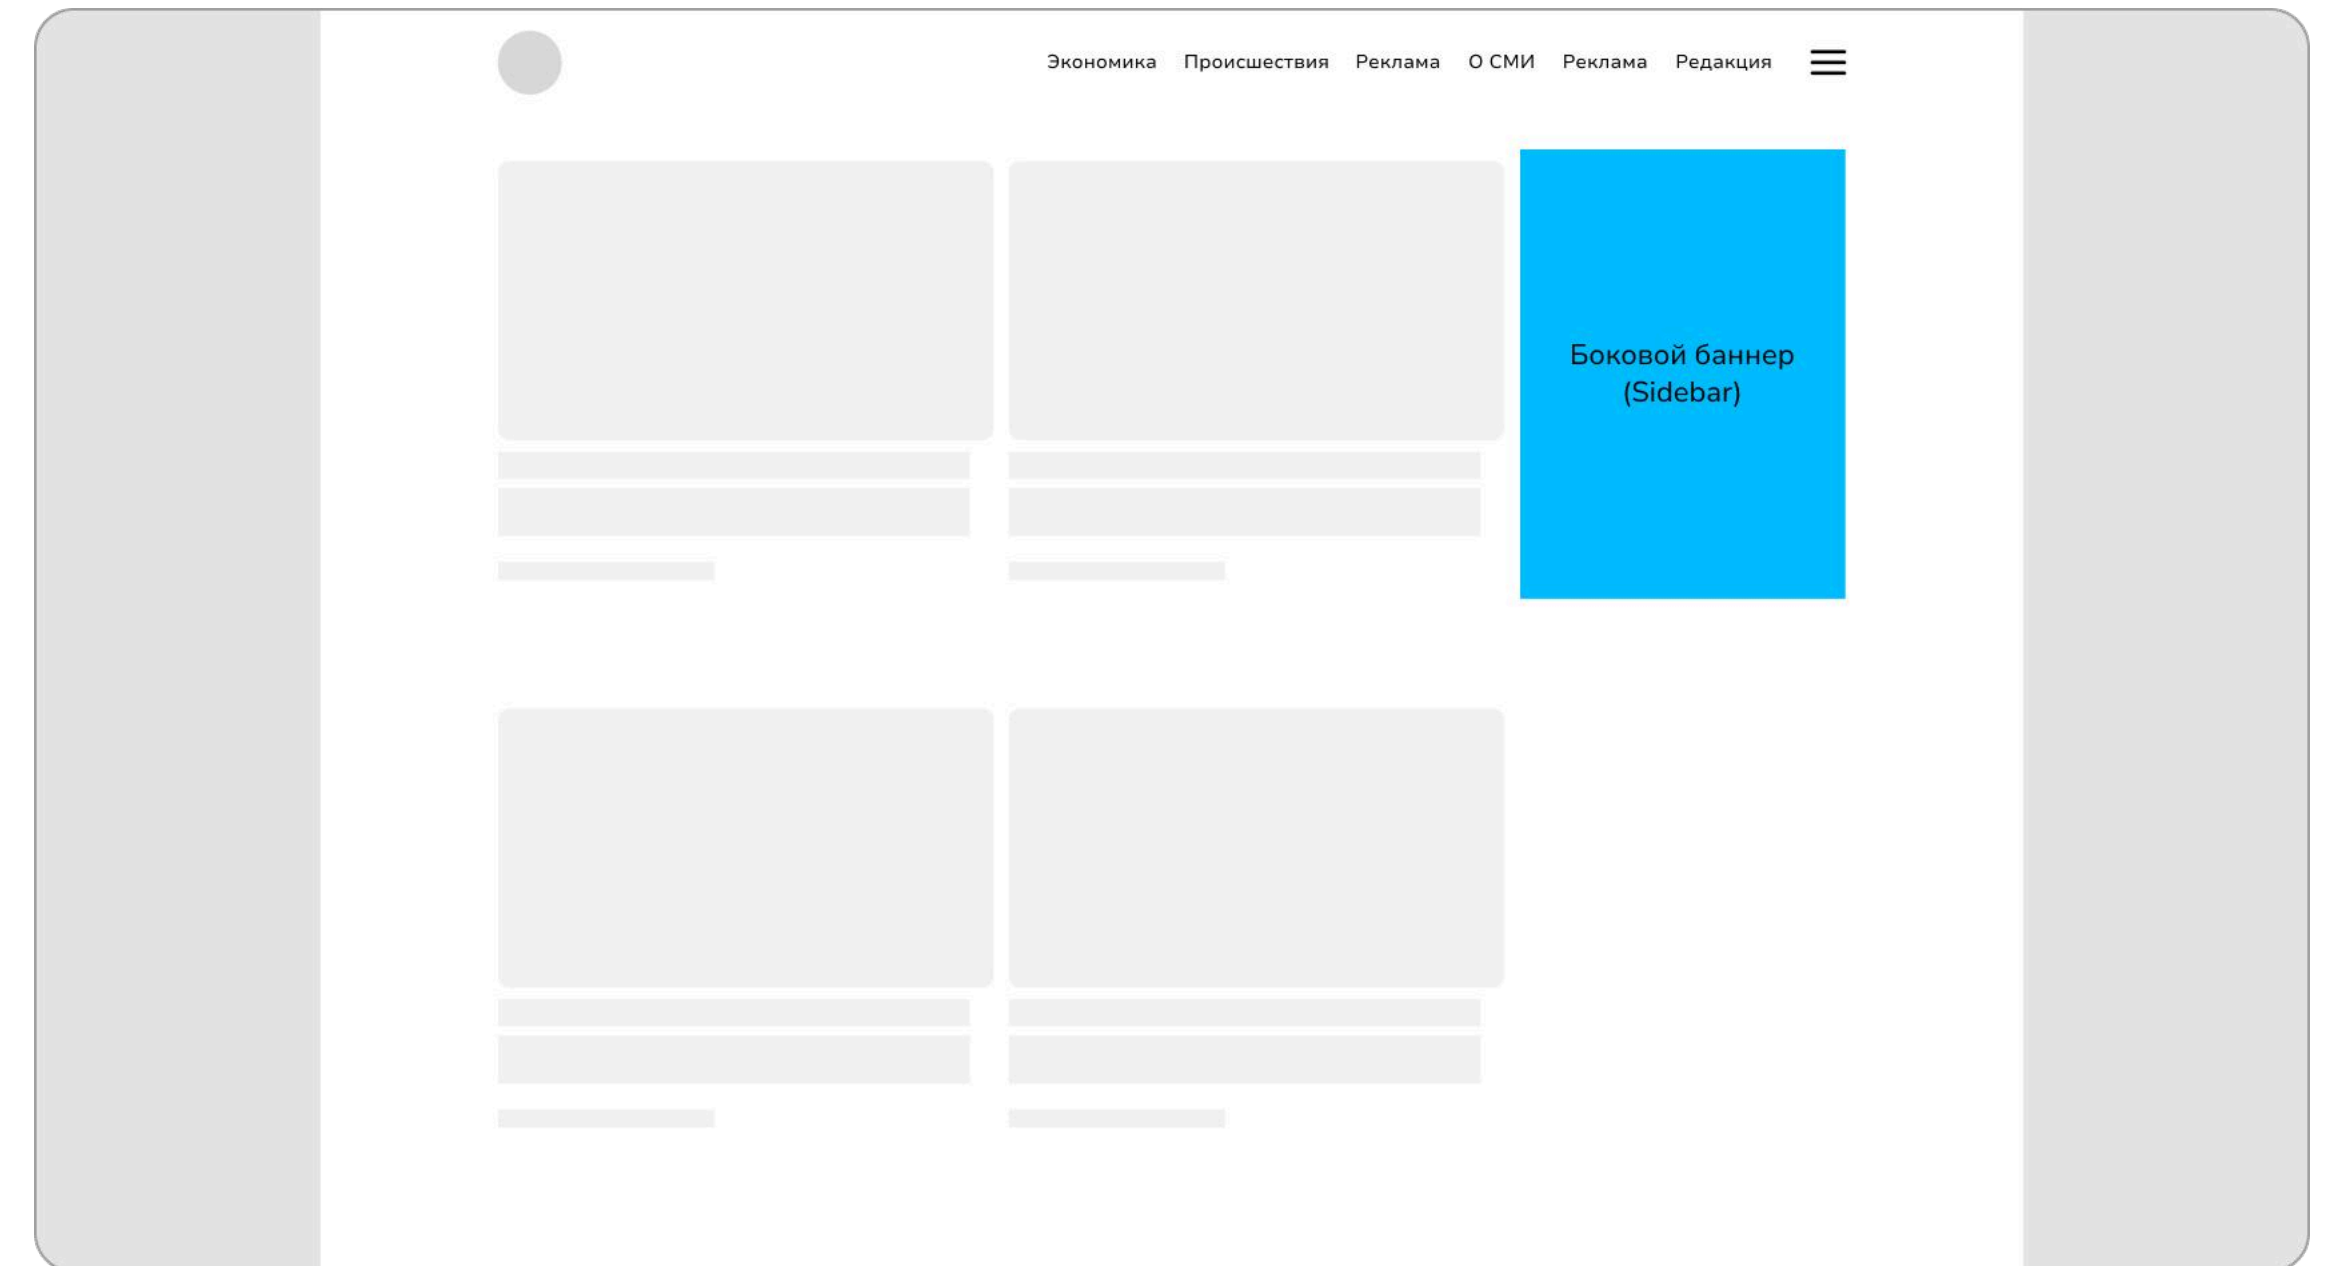 Экономика Происшествия Реклама О СМИ Реклама Редакция
Боковой баннер
(Sidebar)